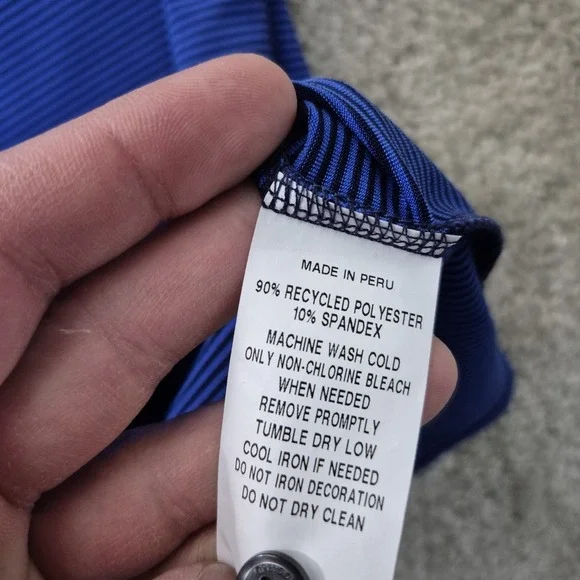 MADE IN PERU
90% RECYCLED POLYESTER
10% SPANDEX
MACHINE WASH COLD
ONLY NON-CHLORINE BLEACH
WHEN NEEDED
REMOVE PROMPTLY
TUMBLE DRY LOW
COOL IRON IF NEEDED
DO NOT IRON DECORATION
DO NOT DRY CLEAN